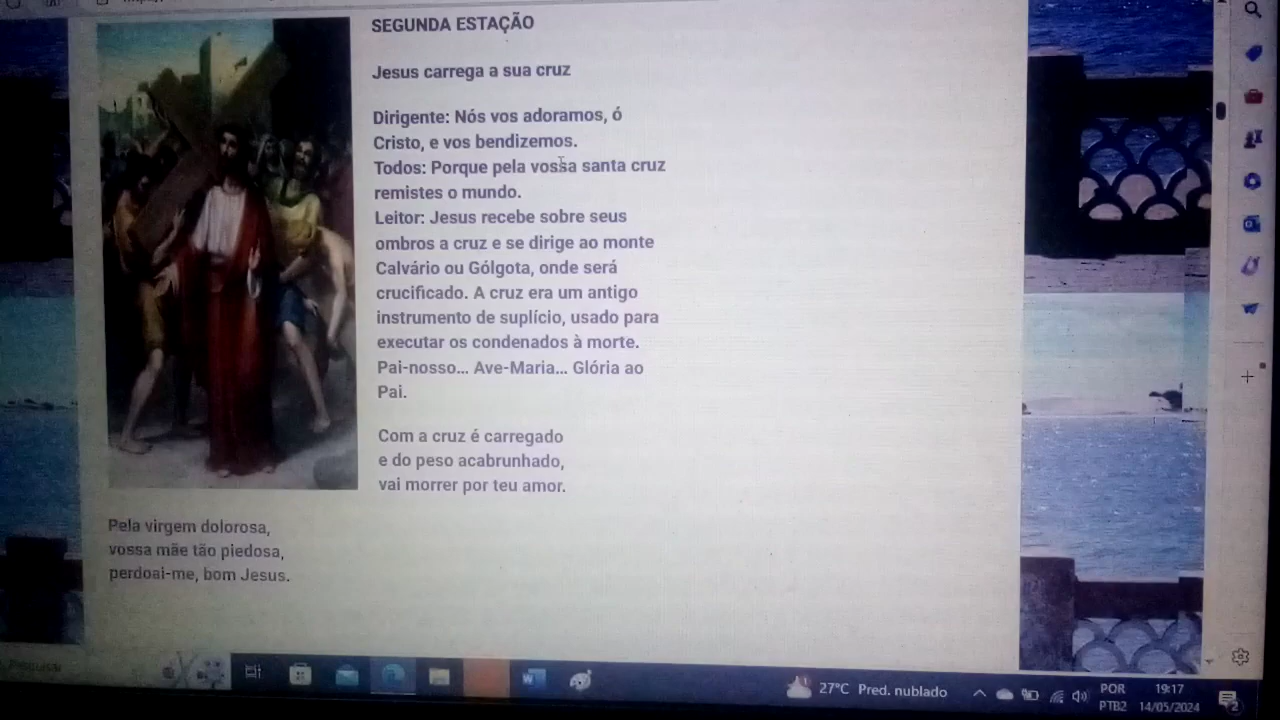 SEGUNDA ESTAÇÃO
Jesus carrega a sua cruz
Dirigente: Nós vos adoramos, ó
Cristo, e vos bendizemos.
Todos: Porque pela vossa santa cruz
remistes o mundo.
Leitor: Jesus recebe sobre seus
ombros a cruz e se dirige ao monte
Calvário ou Gólgota, onde será
crucificado. A cruz era um antigo
instrumento de suplício, usado para
executar os condenados à morte.
Pai-nosso... Ave-Maria... Glória ao
Pai.
Com a cruz é carregado
e do peso acabrunhado,
vai morrer por teu amor.
Pela virgem dolorosa,
vossa mãe tão piedosa,
perdoai-me, bom Jesus.
Pesquisar
27°C Pred. nublado
POR
PTB2
19:17
14/05/2024
2